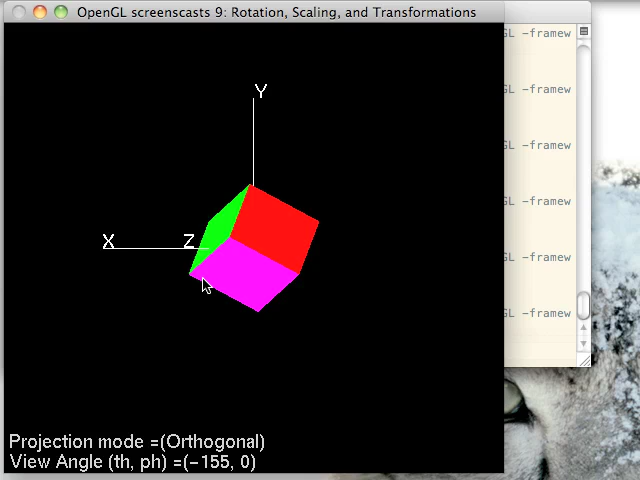 OpenGL screenscasts 9: Rotation, Scaling, and Transformations
GL -framew
GL -framew
GL -framew
GL -framew
GL -framew
GL -framew
Y
X
Z
Projection mode =(Orthogonal)
View Angle (th, ph) =(-155, 0)